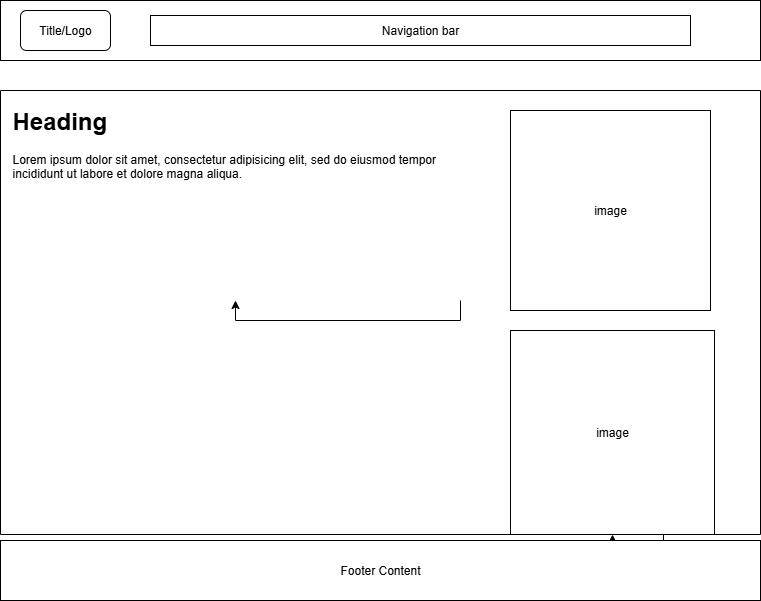 Title/Logo
Navigation bar
Heading
Lorem ipsum dolor sit amet, consectetur adipisicing elit, sed do eiusmod tempor
incididunt ut labore et dolore magna aliqua.
image
image
Footer Content